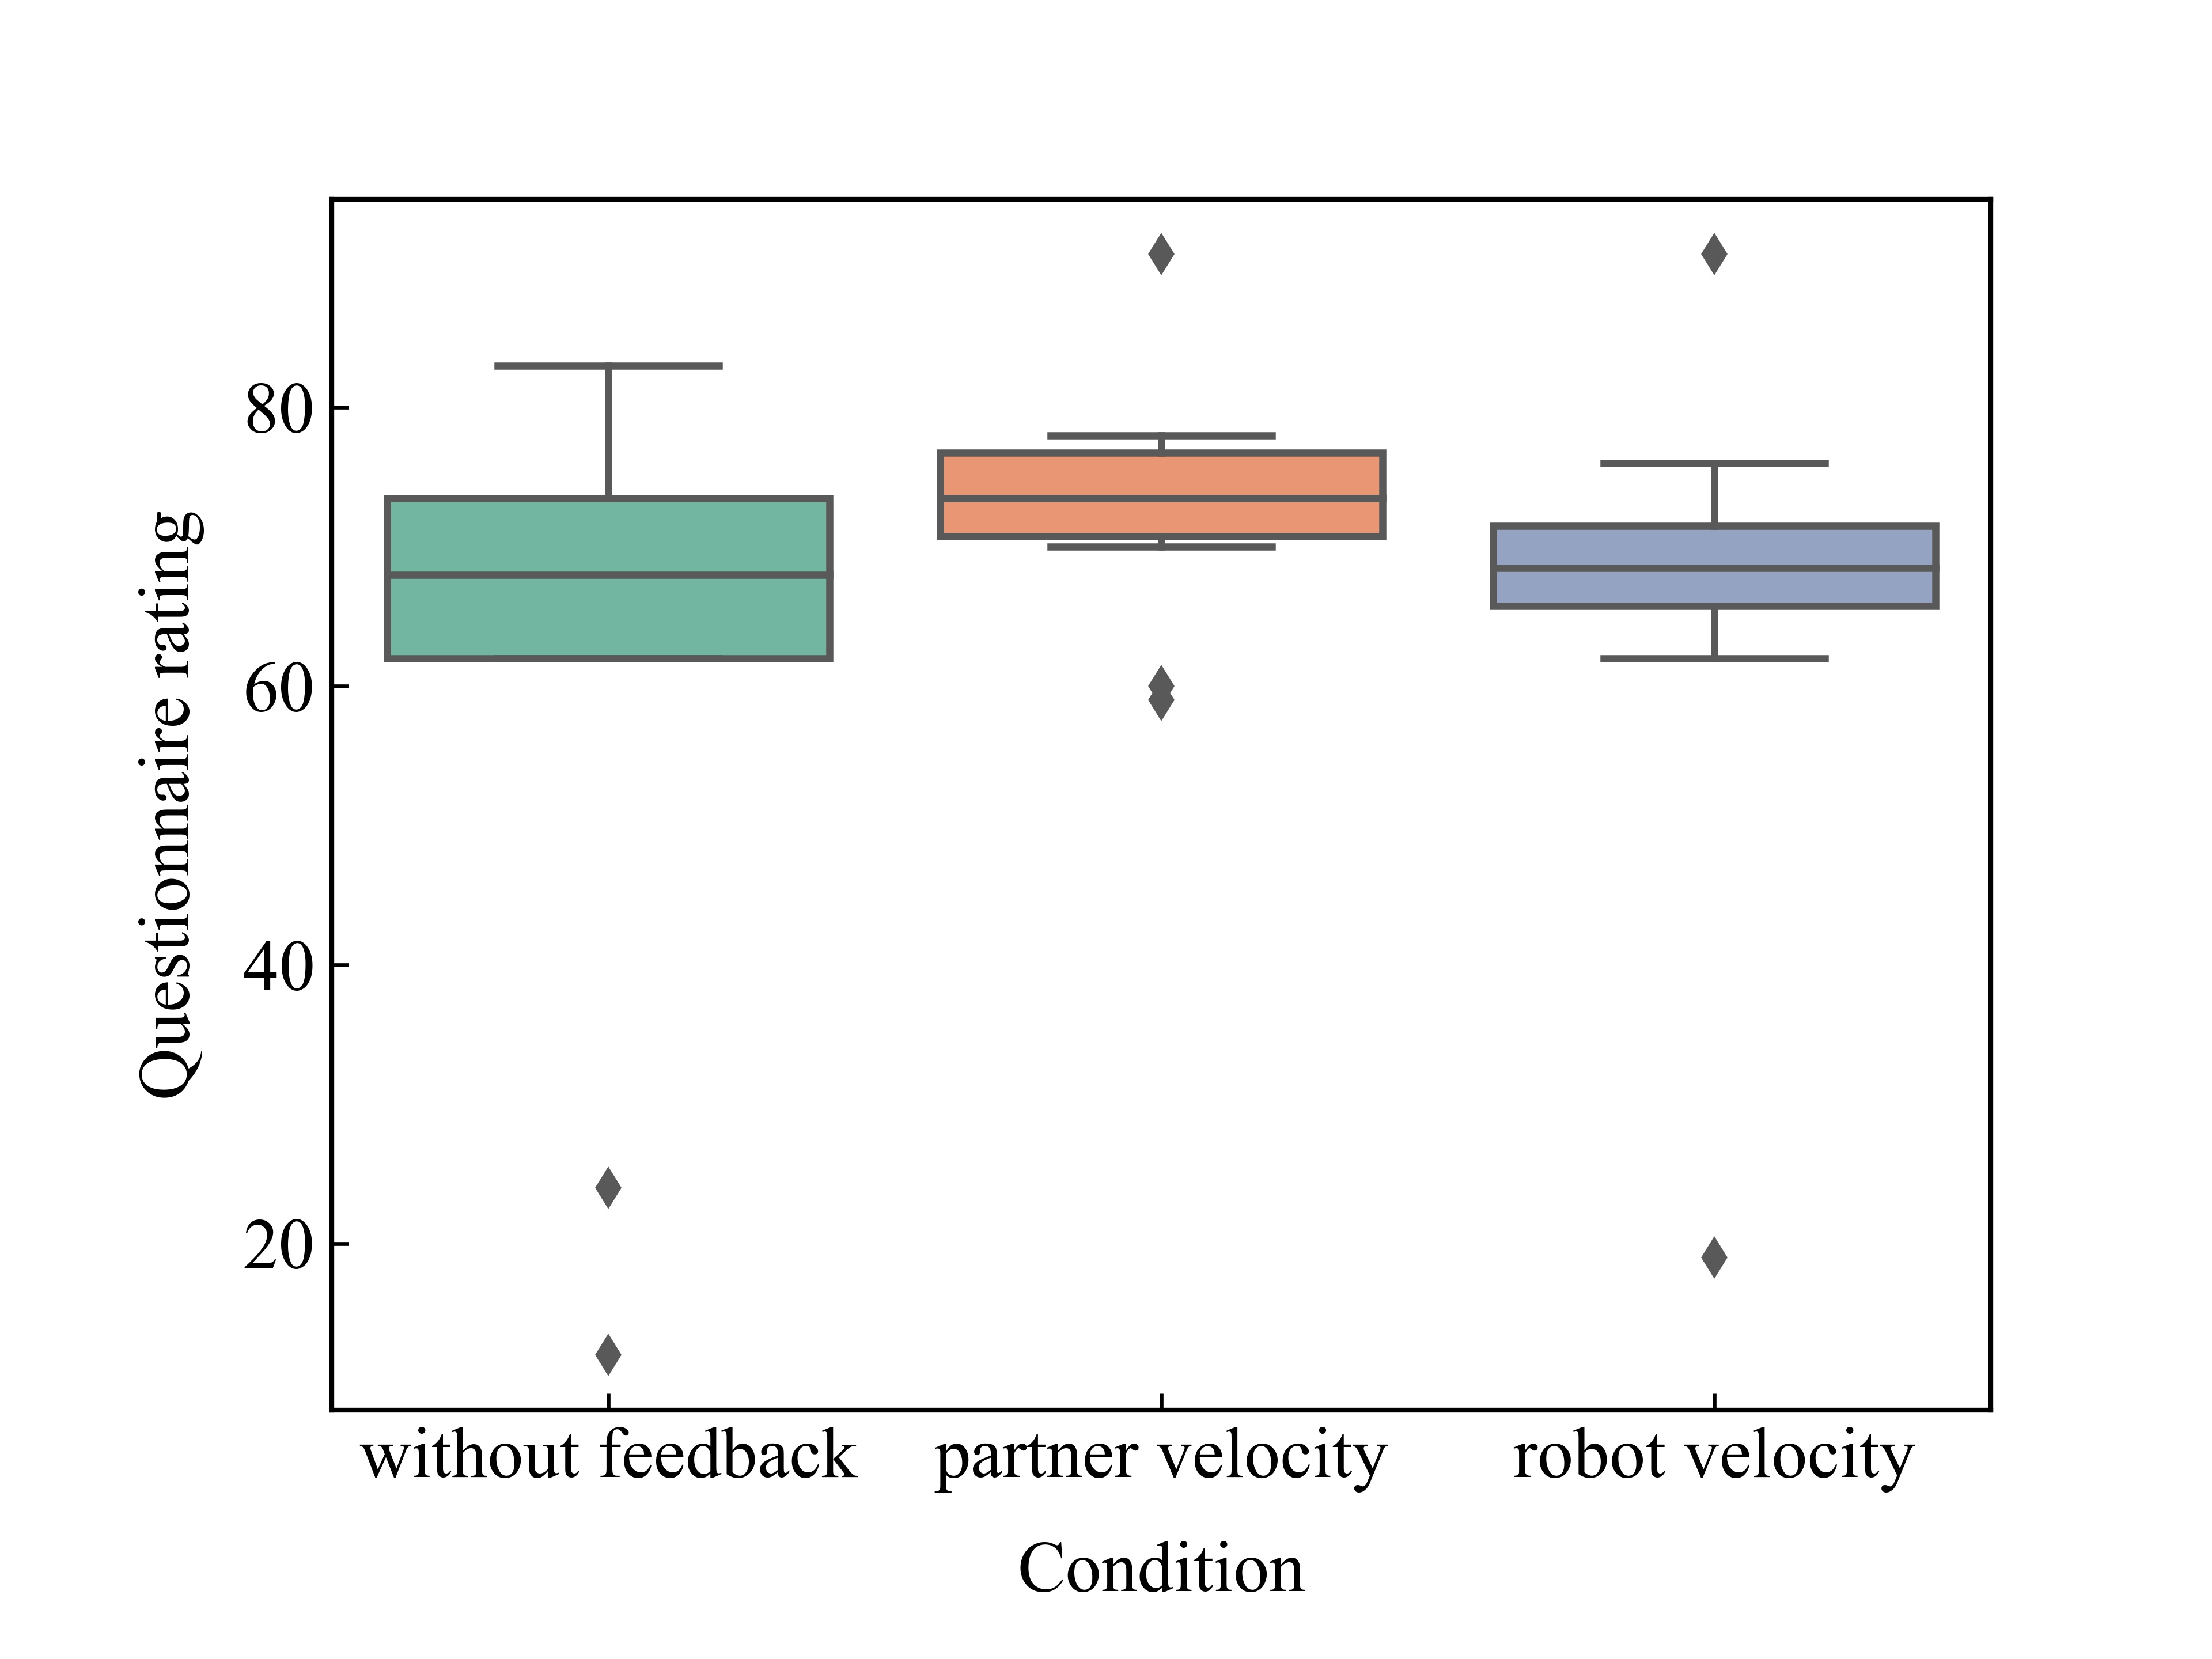 Questionnaire rating
80
60
40
20
without feedback partner velocity robot velocity
Condition